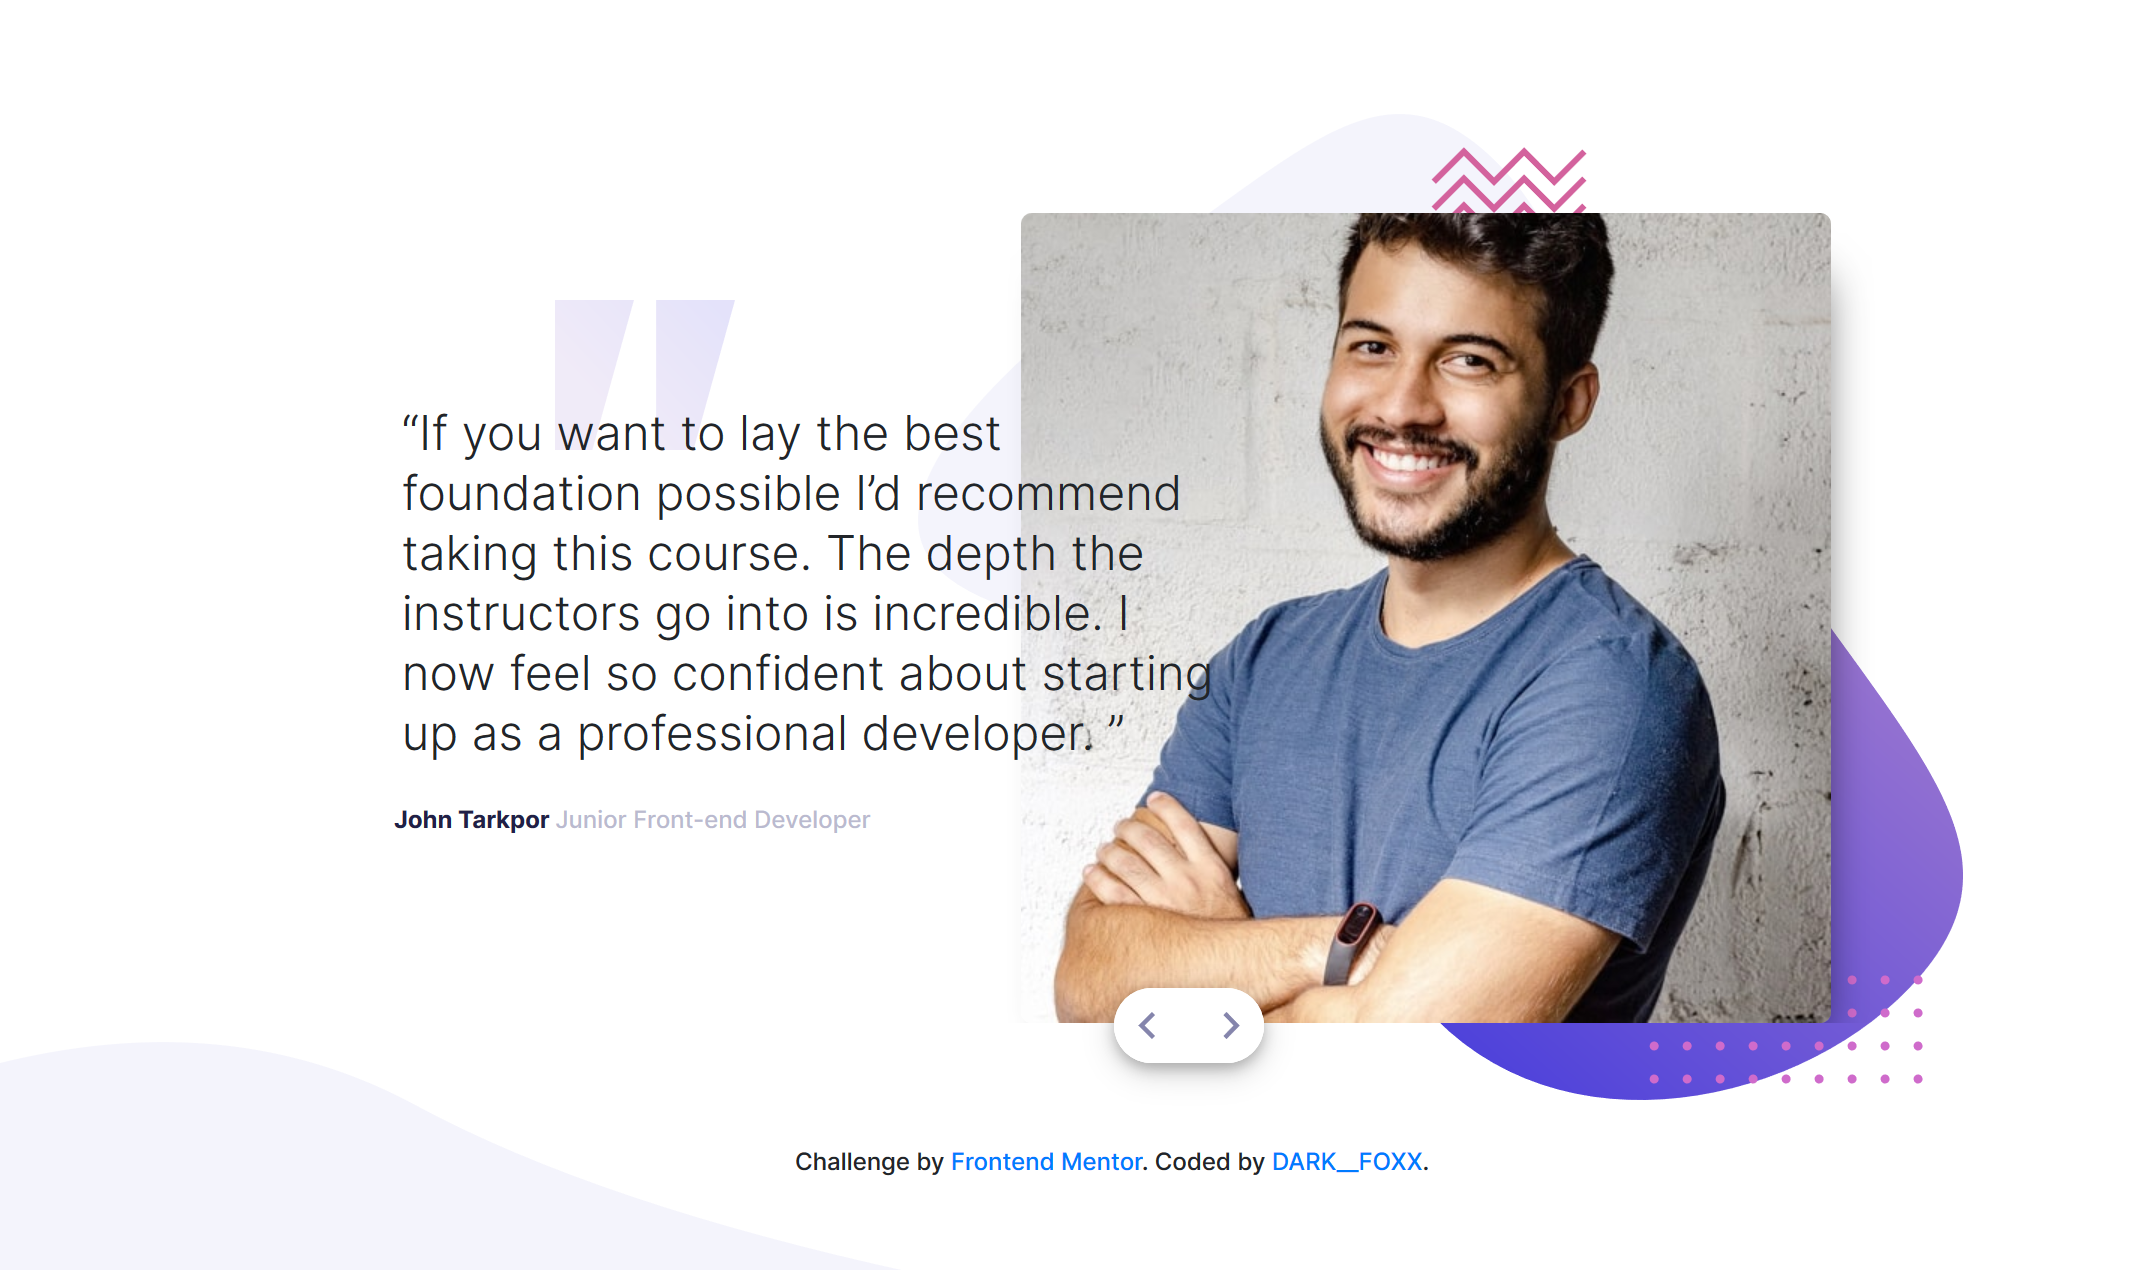 “If you want to lay the best
foundation possible I’d recommend
taking this course. The depth the
instructors go into is incredible. I
now feel so confident about starting
up as a professional developer. ”
John Tarkpor Junior Front-end Developer
Challenge by Frontend Mentor. Coded by DARK__FOXX.